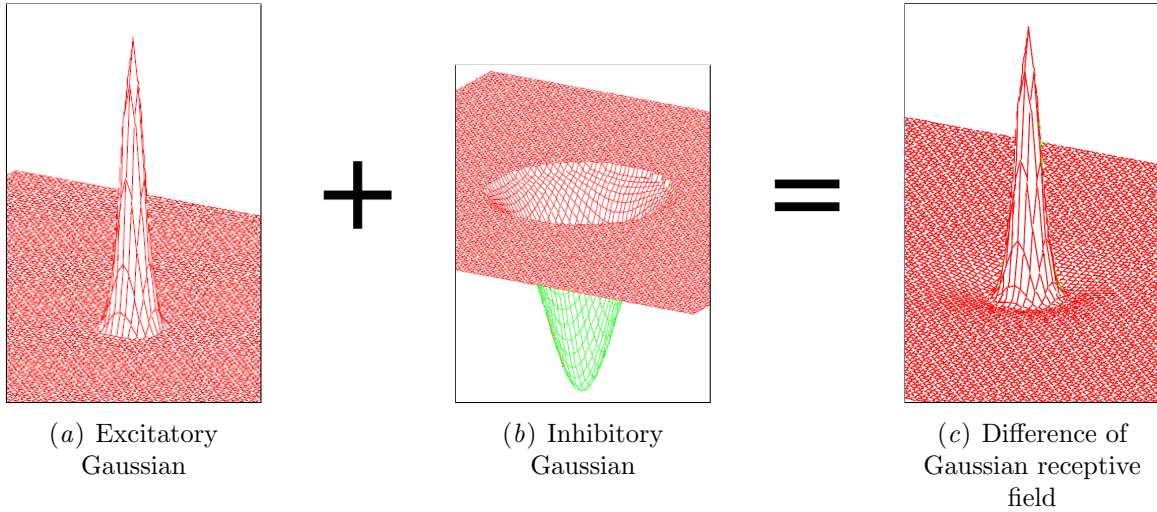 +
=
(a) Excitatory
Gaussian
(b) Inhibitory
Gaussian
(c) Difference of
Gaussian receptive
field